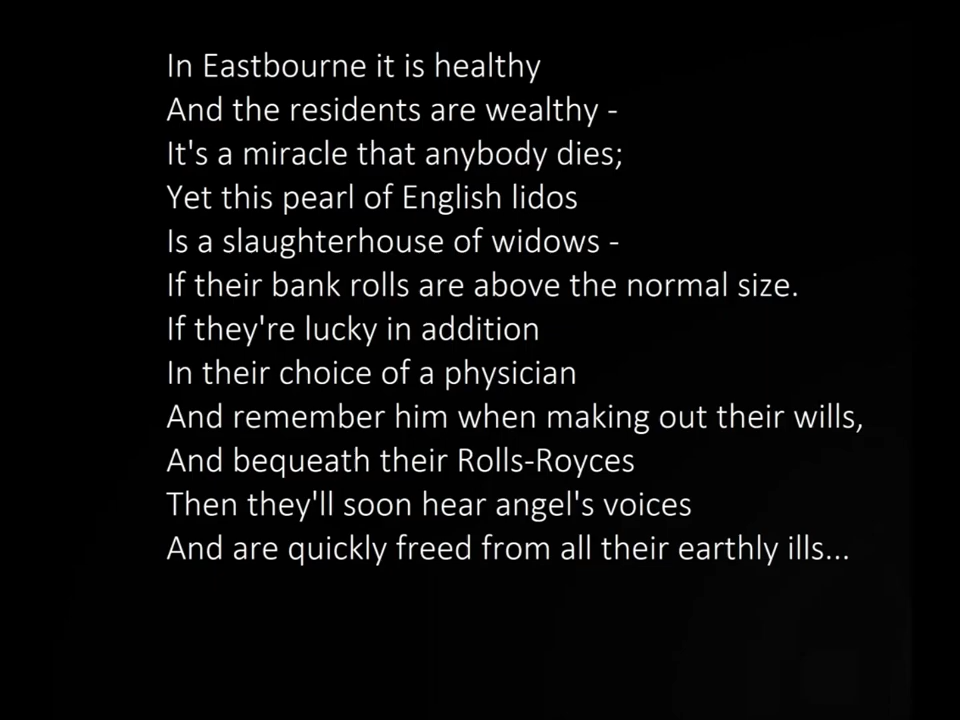 In Eastbourne it is healthy
And the residents are wealthy -
It's a miracle that anybody dies;
Yet this pearl of English lidos
Is a slaughterhouse of widows -
If their bank rolls are above the normal size.
If they're lucky in addition
In their choice of a physician
And remember him when making out their wills,
And bequeath their Rolls-Royces
Then they'll soon hear angel's voices
And are quickly freed from all their earthly ills...